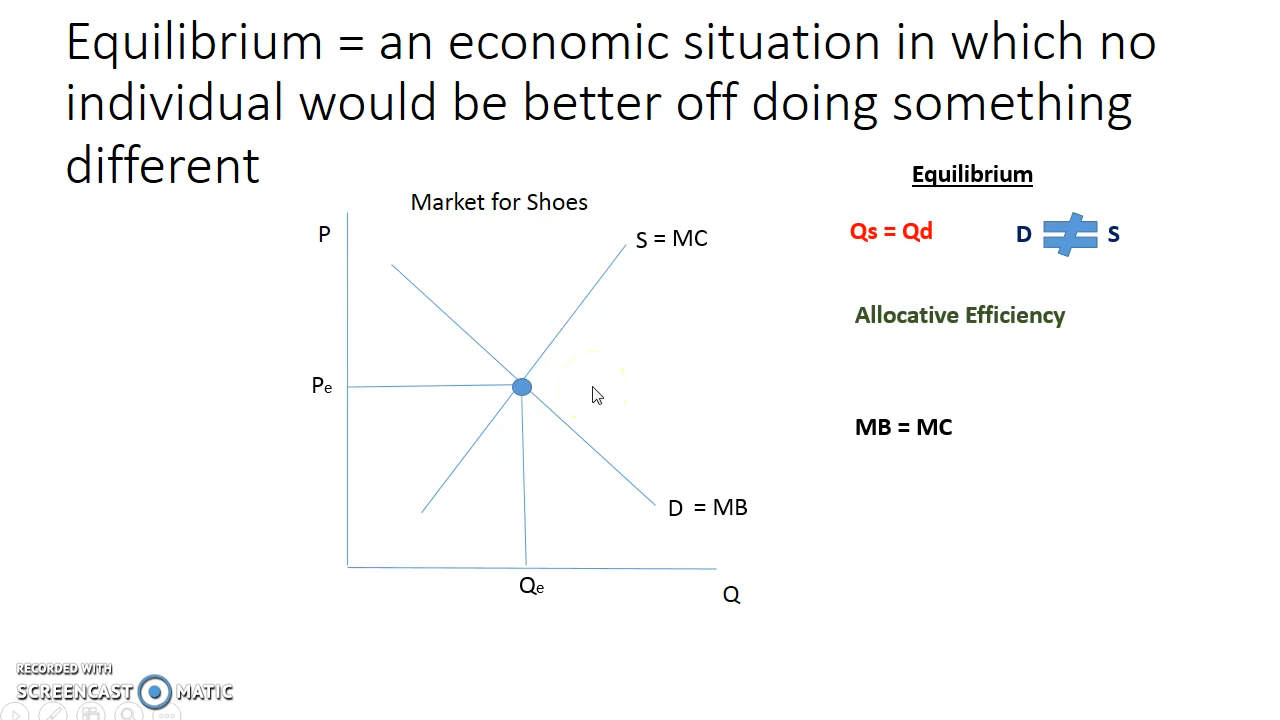 Equilibrium = an economic situation in which no
individual would be better off doing something
different
Market for Shoes
P
S = MC
Pe
D = MB
Qe
Q
Equilibrium
Qs = Qd
D ≠ S
Allocative Efficiency
MB = MC
RECORDED WITH
SCREENCAST MATIC